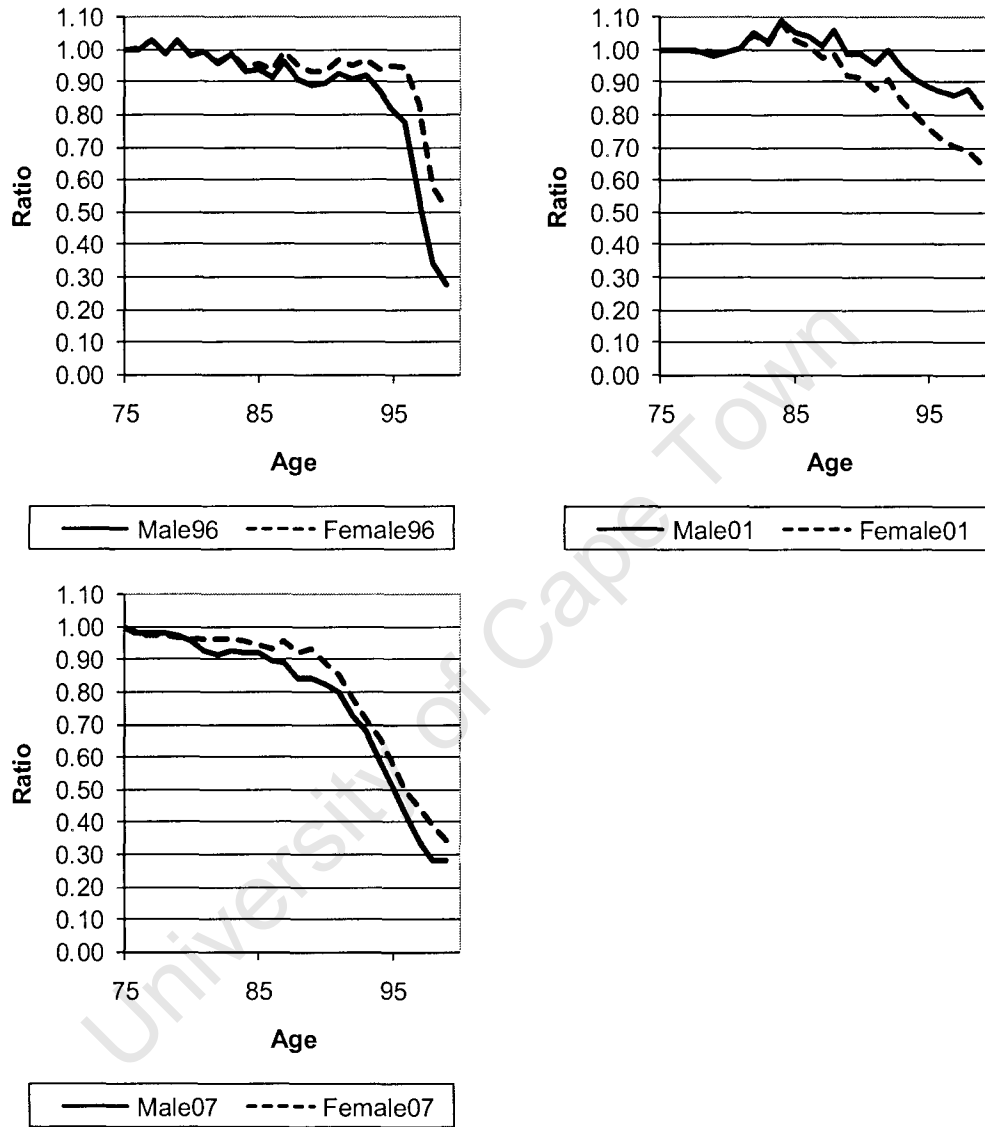 1.10
1.00
0.90
0.80
0.70
0.60
0.50
0.40
0.30
0.20
0.10
0.00
Ratio
75 85 95
Age
Male96 Female96
1.10
1.00
0.90
0.80
0.70
0.60
0.50
0.40
0.30
0.20
0.10
0.00
Ratio
75 85 95
Age
Male01 Female01
1.10
1.00
0.90
0.80
0.70
0.60
0.50
0.40
0.30
0.20
0.10
0.00
Ratio
75 85 95
Age
Male07 Female07
University of Cape Town